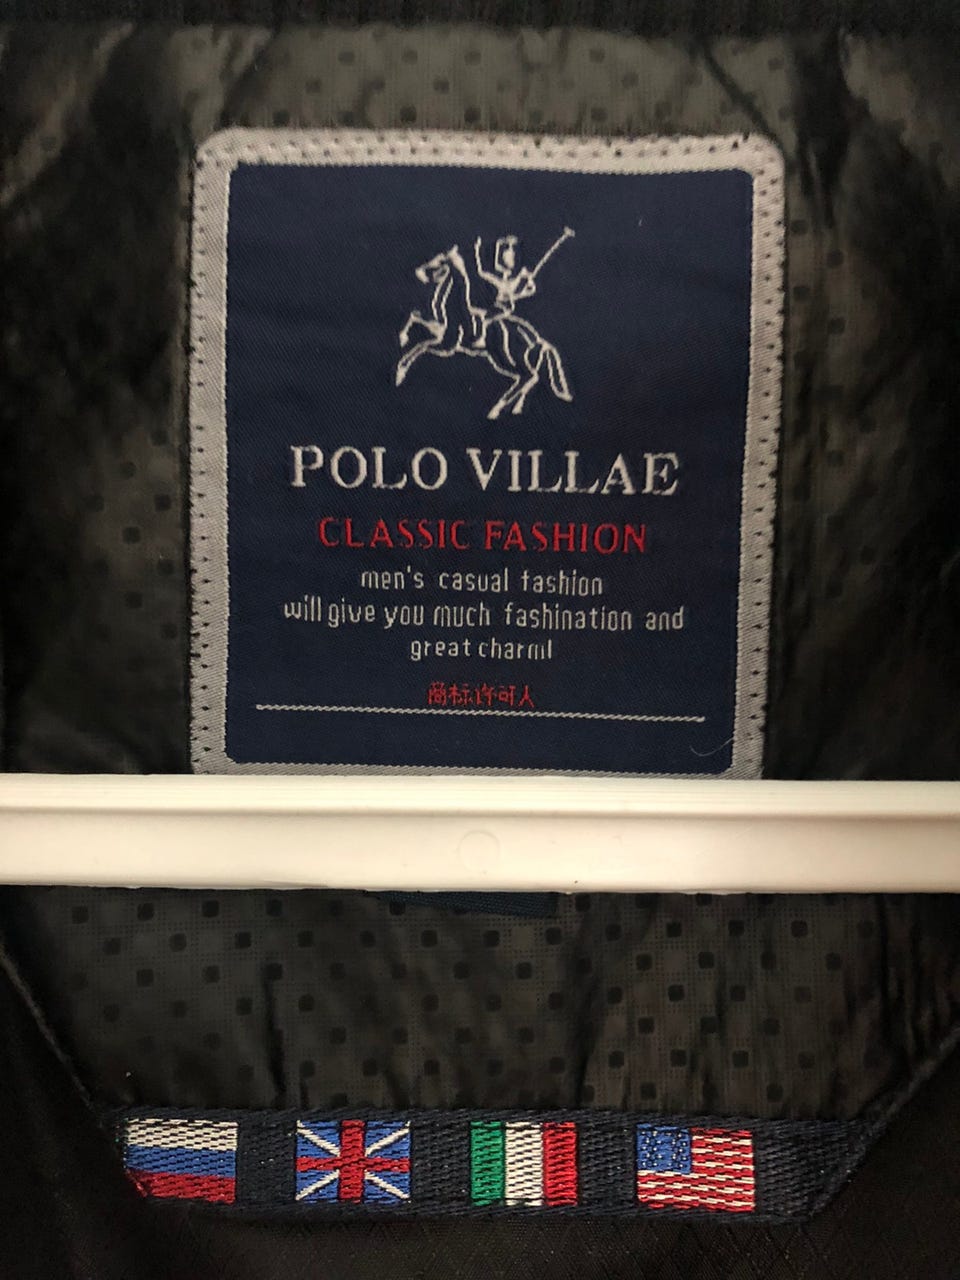 POLO VILLAE
CLASSIC FASHION
men's casual fashion
will give you much fashination and
great charml
商标许可人